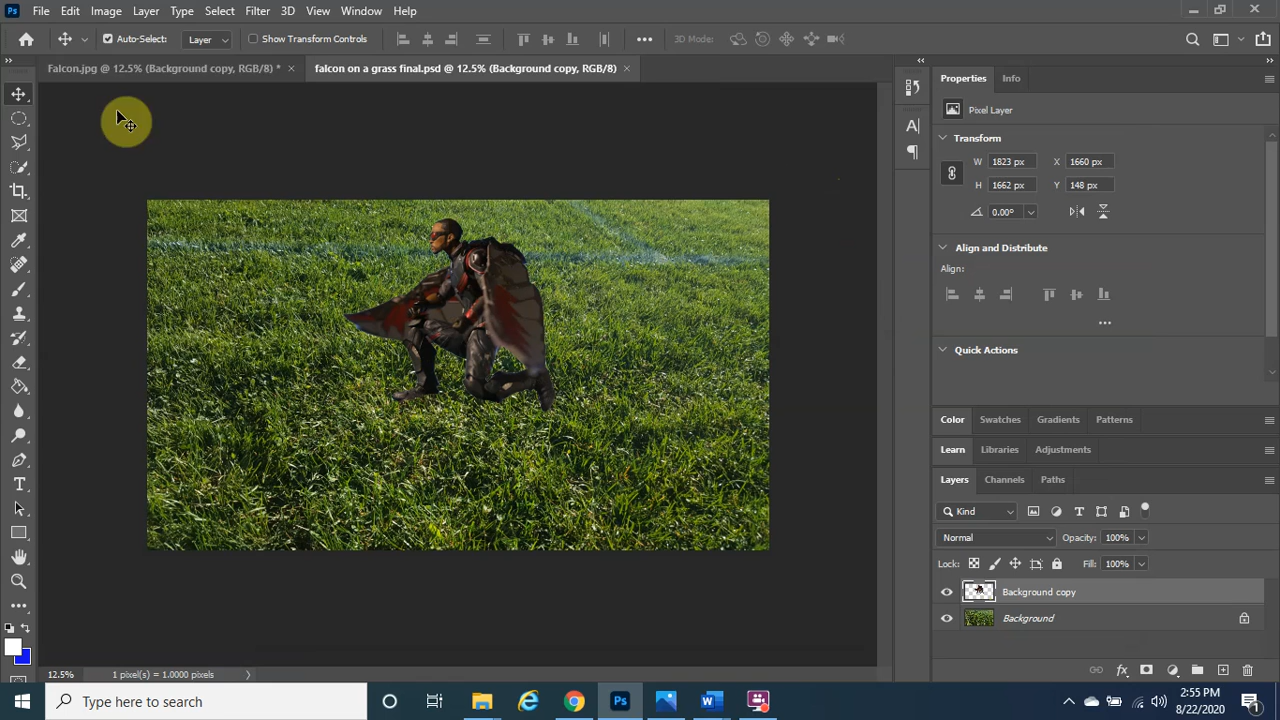 Ps File Edit Image Layer Type Select Filter 3D View Window Help
Auto-Select: Layer Show Transform Controls 3D Mode:
Falcon.jpg @ 12.5% (Background copy, RGB/8) * × falcon on a grass final.psd @ 12.5% (Background copy, RGB/8) ×
Properties Info
Pixel Layer
Transform
W 1823 px X 1660 px
H 1662 px Y 148 px
0.00°
Align and Distribute
Align:
Quick Actions
Color Swatches Gradients Patterns
Learn Libraries Adjustments
Layers Channels Paths
Kind
Normal Opacity: 100%
Lock: Fill: 100%
Background copy
Background
fx
12.5% 1 pixel(s) = 1.0000 pixels
Type here to search
2:55 PM
8/22/2020